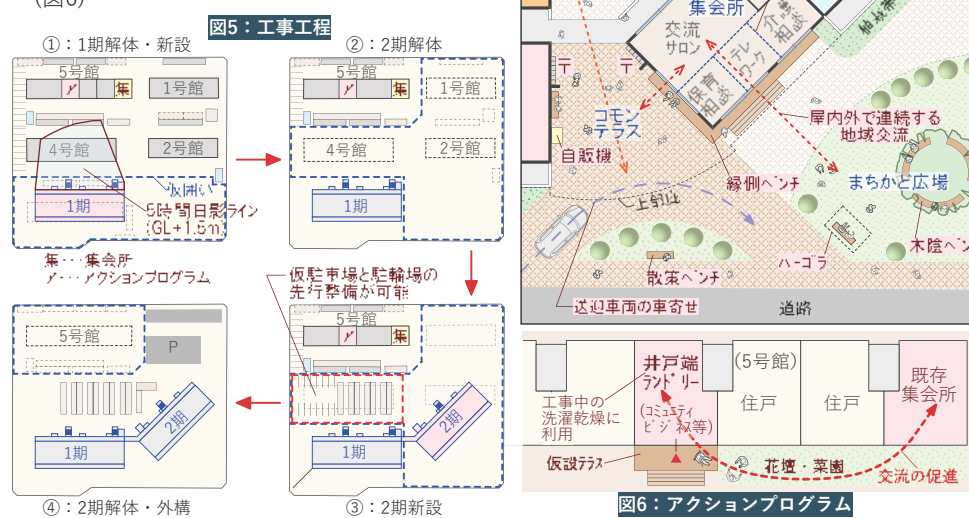 (図6)
図5：工事工程
①：1期解体・新設
5号館
ア
集
1号館
4号館
2号館
1期
仮囲い
5時間日影ライン
(GL+1.5m)
集･･･集会所
ア･･･アクションプログラム
②：2期解体
5号館
ア
集
1号館
4号館
2号館
1期
仮駐車場と駐輪場の
先行整備が可能
5号館
ア
集
1期
2期
③：2期新設
5号館
P
1期
2期
④：2期解体・外構
集会所
交流
サロン
介護
相談
テレ
ワーク
保育
相談
〒
〒
コモン
テラス
自販機
屋内外で連続する
地域交流
縁側ベンチ
まちかど広場
上部庇
パーゴラ
木陰ベン
散策ベンチ
送迎車両の車寄せ
道路
井戸端
ランドリー
(5号館)
既存
集会所
工事中の
洗濯乾燥に
利用
(コミュニティ
ビジネス等)
住戸
住戸
仮設テラス
花壇・菜園
交流の促進
図6：アクションプログラム